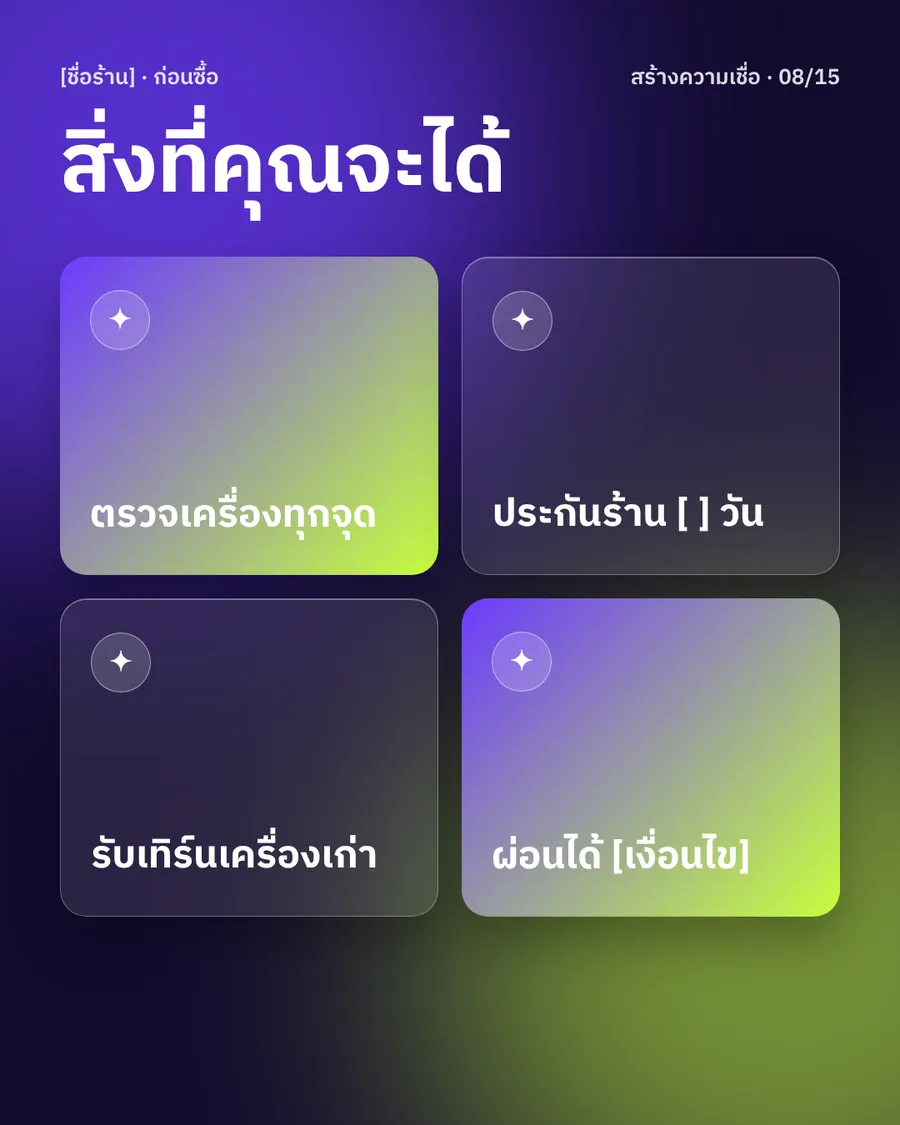 [ชื่อร้าน] · ก่อนซื้อ
สร้างความเชื่อ · 08/15
สิ่งที่คุณจะได้
ตรวจเครื่องทุกจุด
ประกันร้าน [ ] วัน
รับเทิร์นเครื่องเก่า
ผ่อนได้ [เงื่อนไข]